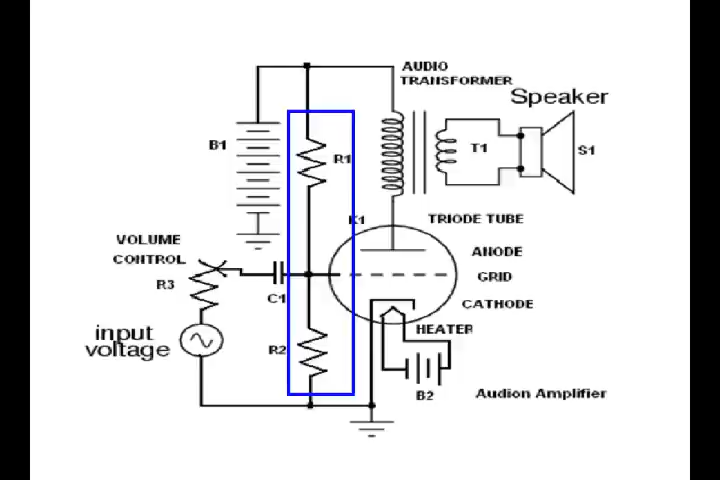 AUDIO
TRANSFORMER
Speaker
B1
R1
T1
S1
K1
TRIODE TUBE
VOLUME
CONTROL
ANODE
GRID
R3
C1
CATHODE
input
voltage
HEATER
R2
B2
Audion Amplifier